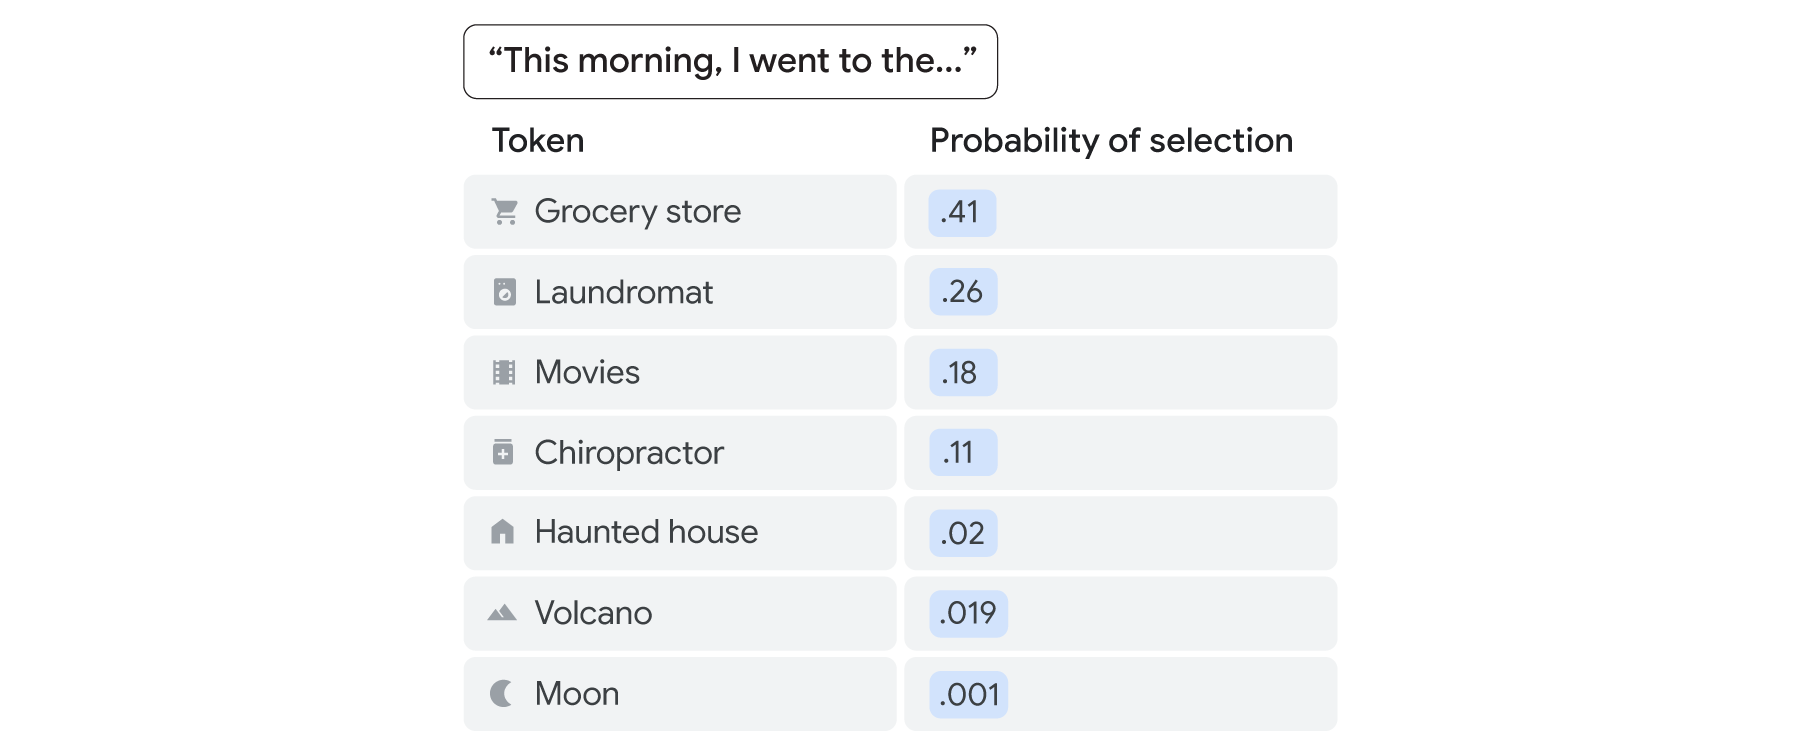 “This morning, I went to the...”
Token Probability of selection
Grocery store .41
Laundromat .26
Movies .18
Chiropractor .11
Haunted house .02
Volcano .019
Moon .001